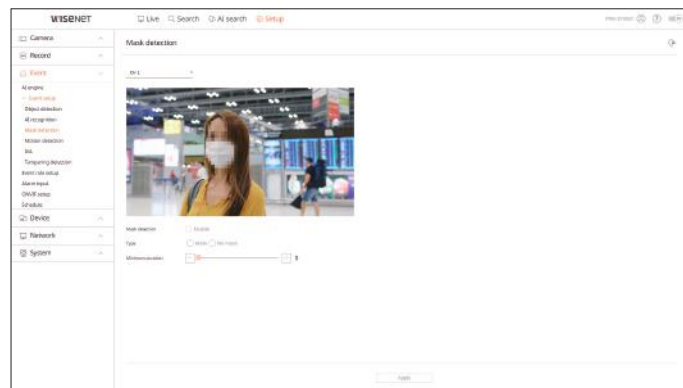 WISENET
Live Search AI search Setup
Camera
Mask detection
Record
Event
CH 1
AI engine
Event setup
Object detection
AI recognition
Mask detection
Motion detection
IVA
Tampering detection
Event rule setup
Alarm input
ONVIF setup
Schedule
Device
Mask detection Enable
Network
Type Mask No mask
System
Minimum duration
Apply